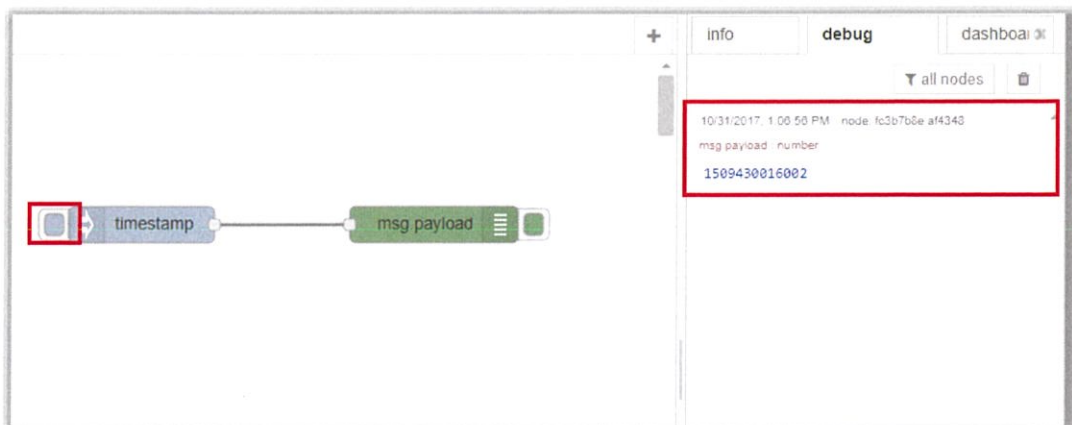 +
info debug dashboar
all nodes
10/31/2017, 1:06:56 PM node: fc3b7b8e.af4348
msg.payload : number
1509430016002
timestamp
msg.payload